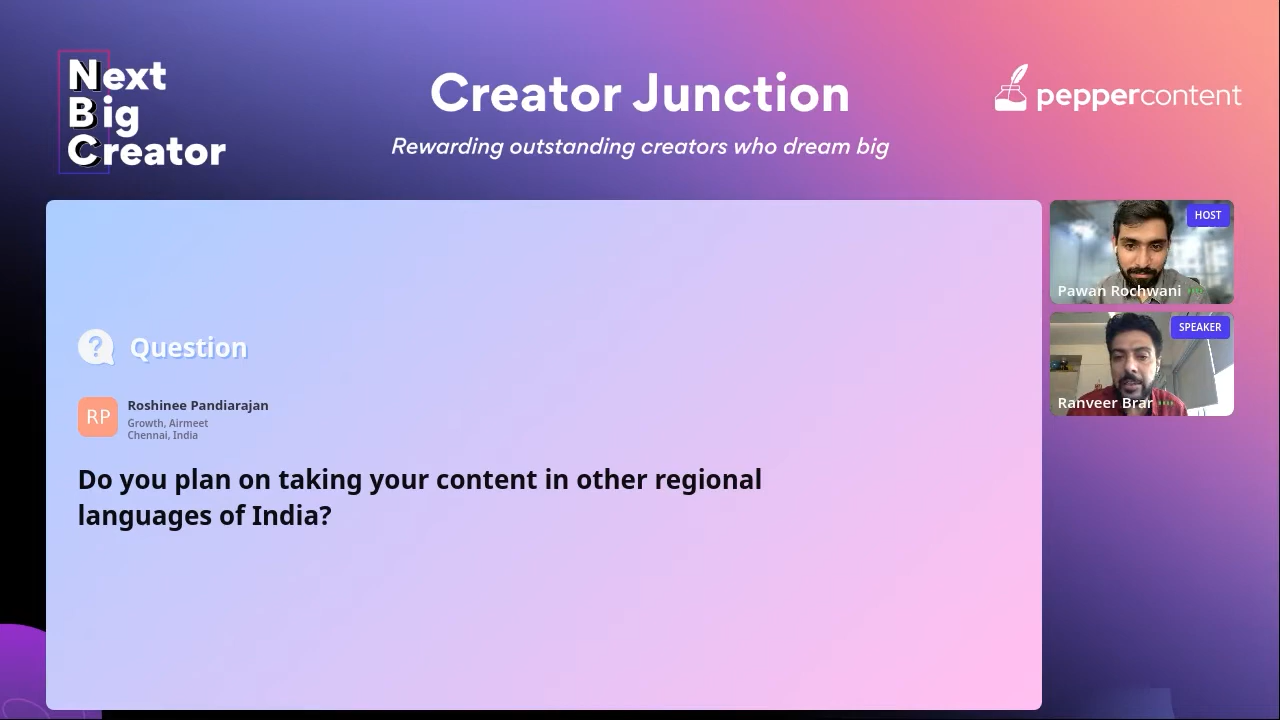 Next
Big
Creator
Creator Junction
Rewarding outstanding creators who dream big
peppercontent
HOST
Pawan Rochwani
SPEAKER
Ranveer Brar
Question
RP
Roshinee Pandiarajan
Growth, Airmeet
Chennai, India
Do you plan on taking your content in other regional
languages of India?